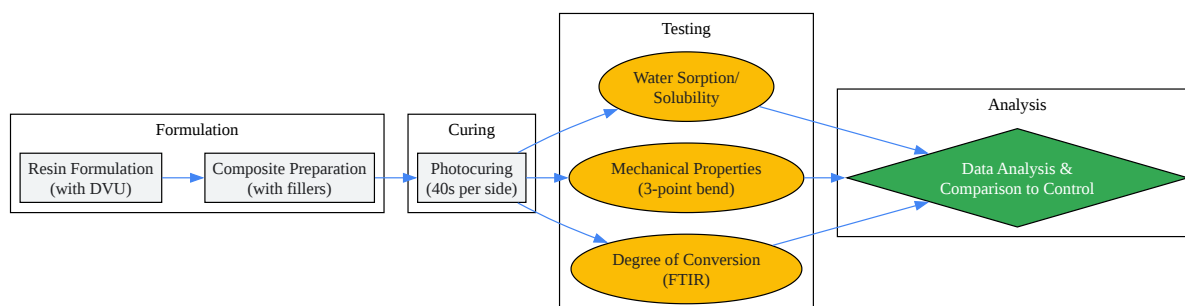 Formulation
Resin Formulation
(with DVU)
Composite Preparation
(with fillers)
Curing
Photocuring
(40s per side)
Testing
Water Sorption/
Solubility
Mechanical Properties
(3-point bend)
Degree of Conversion
(FTIR)
Analysis
Data Analysis &
Comparison to Control